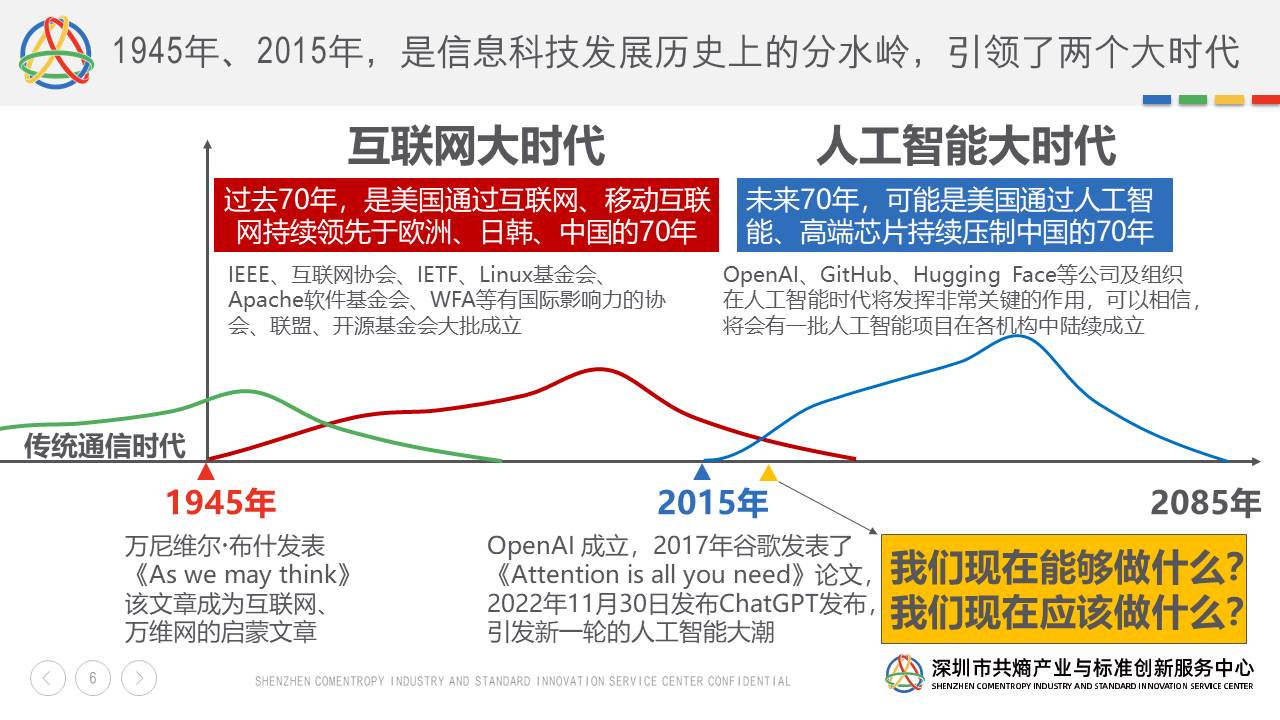 1945年、2015年，是信息科技发展历史上的分水岭，引领了两个大时代
互联网大时代
过去70年，是美国通过互联网、移动互联
网持续领先于欧洲、日韩、中国的70年
IEEE、互联网协会、IETF、Linux基金会、
Apache软件基金会、WFA等有国际影响力的协
会、联盟、开源基金会大批成立
人工智能大时代
未来70年，可能是美国通过人工智
能、高端芯片持续压制中国的70年
OpenAI、GitHub、Hugging Face等公司及组织
在人工智能时代将发挥非常关键的作用，可以相信，
将会有一批人工智能项目在各机构中陆续成立
传统通信时代
1945年
2015年
2085年
万尼维尔·布什发表
《As we may think》
该文章成为互联网、
万维网的启蒙文章
OpenAI 成立，2017年谷歌发表了
《Attention is all you need》论文，
2022年11月30日发布ChatGPT发布，
引发新一轮的人工智能大潮
我们现在能够做什么?
我们现在应该做什么?
6
SHENZHEN COMENTROPY INDUSTRY AND STANDARD INNOVATION SERVICE CENTER CONFIDENTIAL
深圳市共熵产业与标准创新服务中心
SHENZHEN COMENTROPY INDUSTRY AND STANDARD INNOVATION SERVICE CENTER